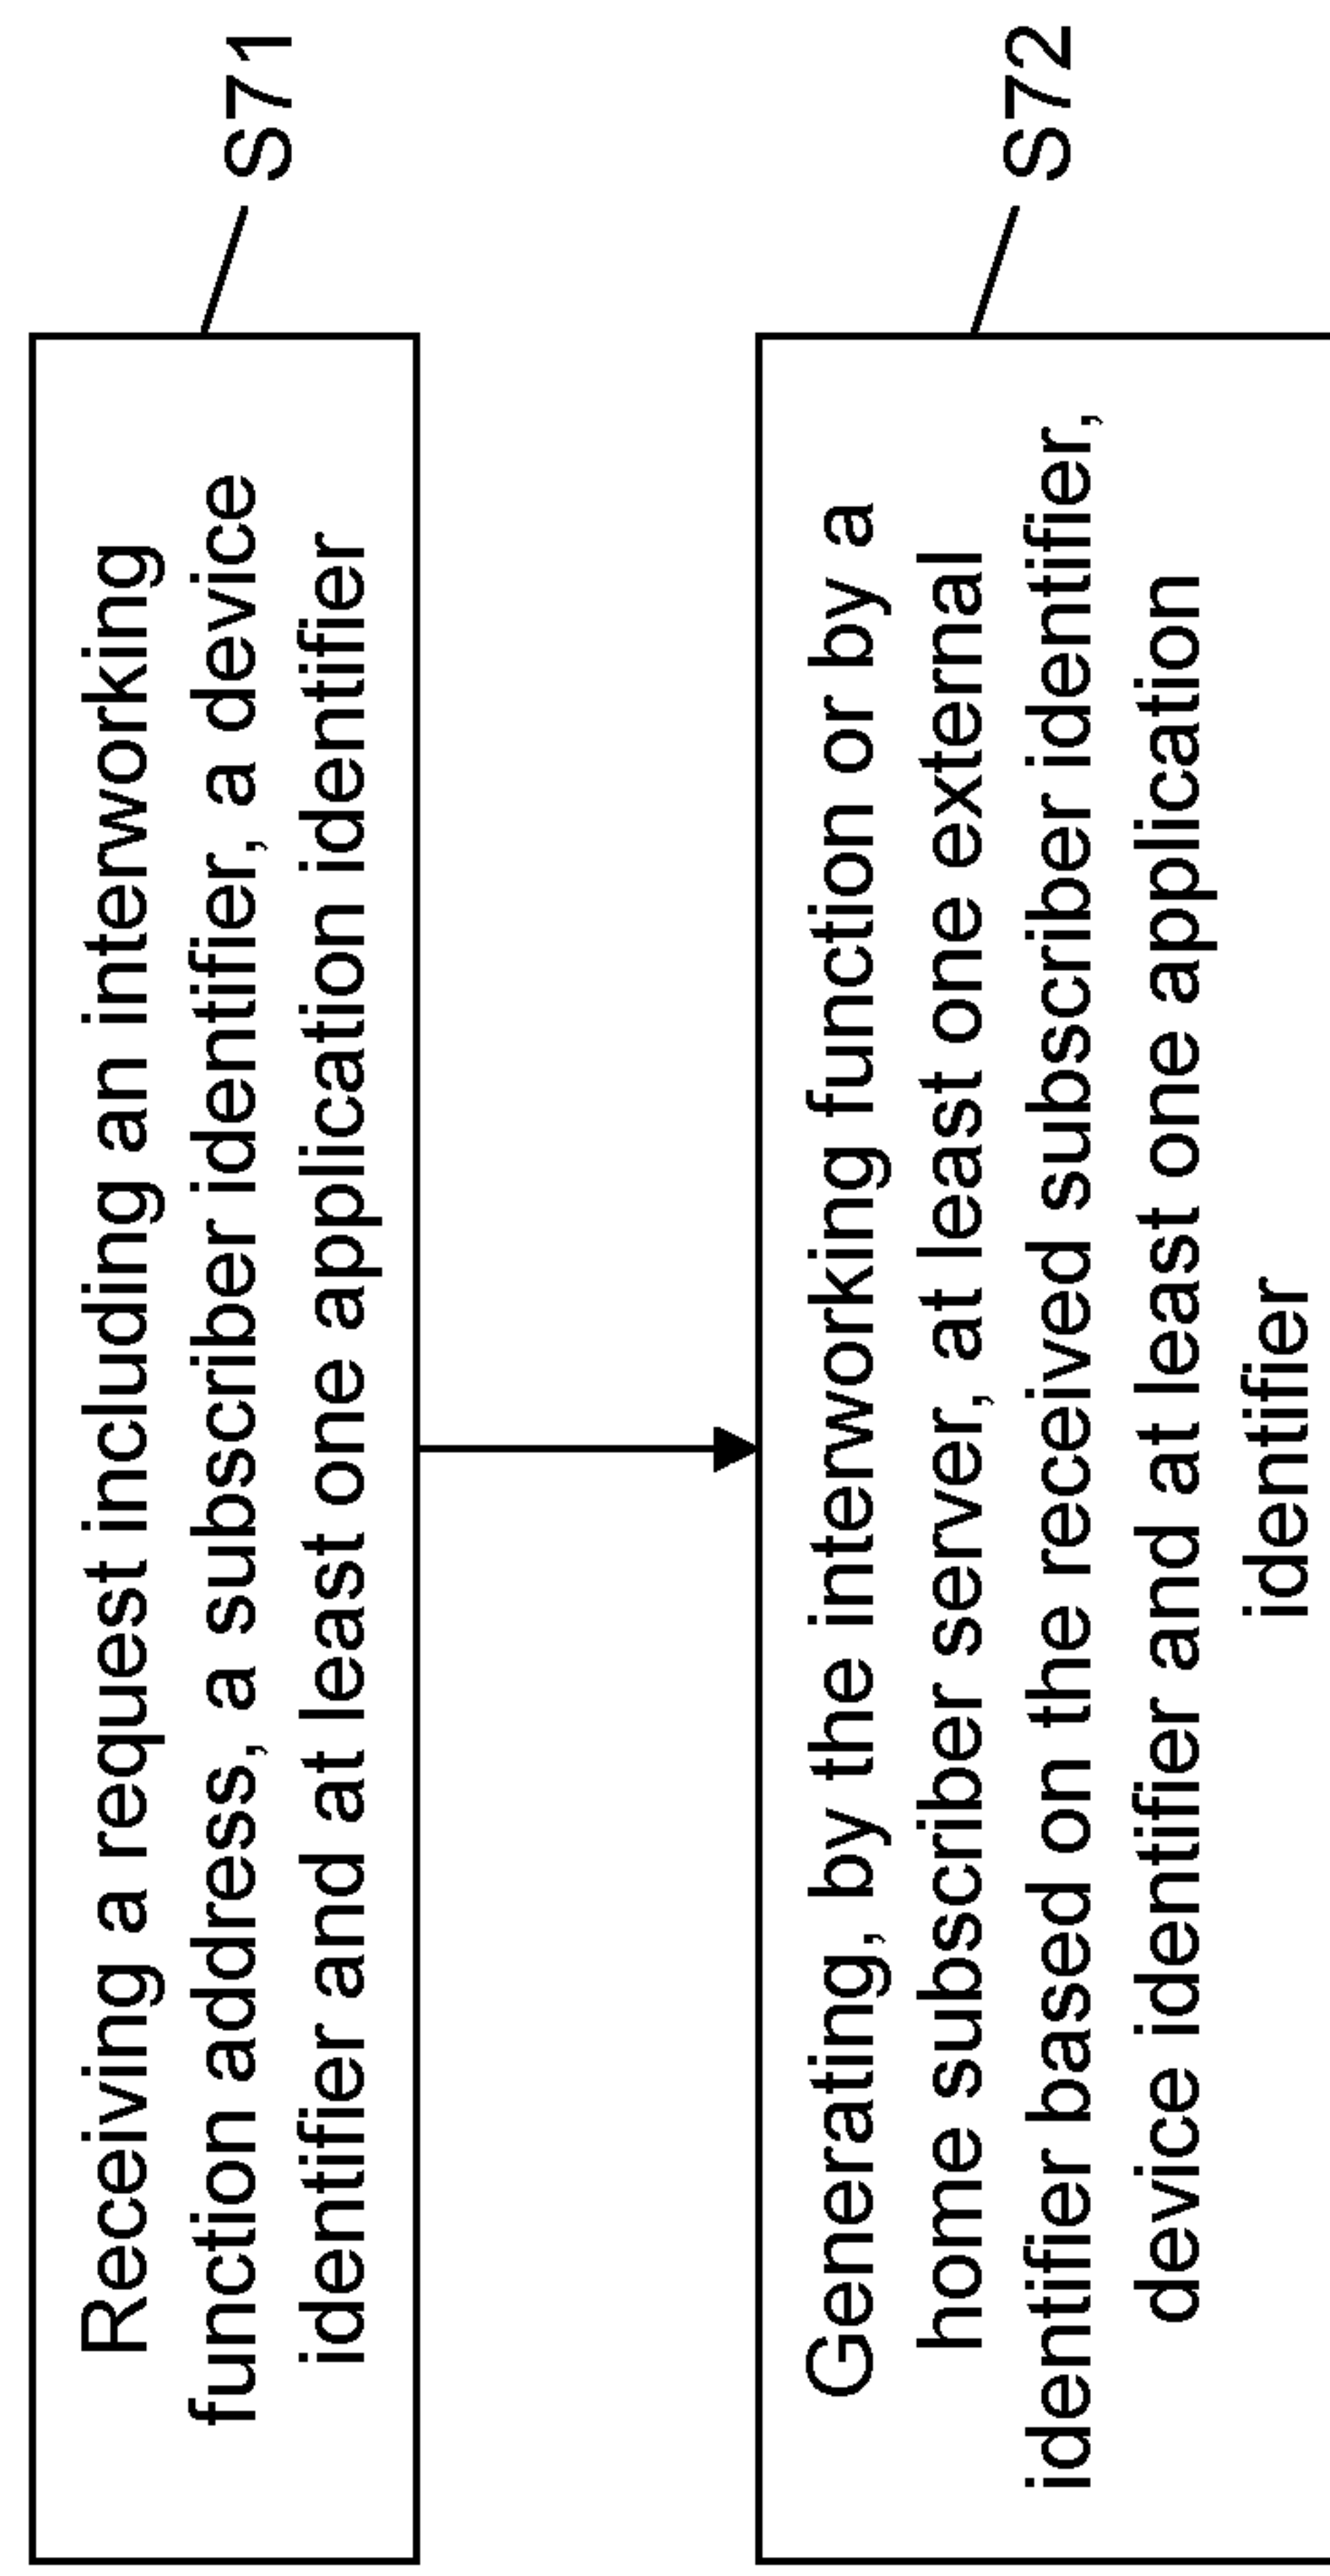 Receiving a request including an interworking
function address, a subscriber identifier, a device
identifier and at least one application identifier
S71
Generating, by the interworking function or by a
home subscriber server, at least one external
identifier based on the received subscriber identifier,
device identifier and at least one application
identifier
S72